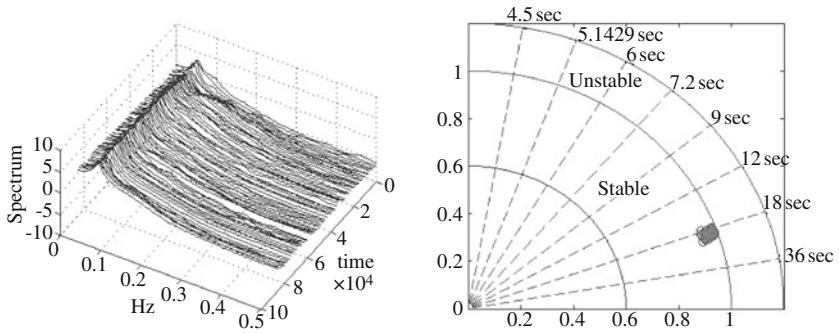 10
5
0
-5
-10
Spectrum
0
0.1
0.2
0.3
0.4
0.5
Hz
0
2
4
6
8
10
time
×10⁴
4.5 sec
5.1429 sec
6 sec
7.2 sec
9 sec
12 sec
18 sec
36 sec
Unstable
Stable
1
0.8
0.6
0.4
0.2
0
0.2
0.4
0.6
0.8
1